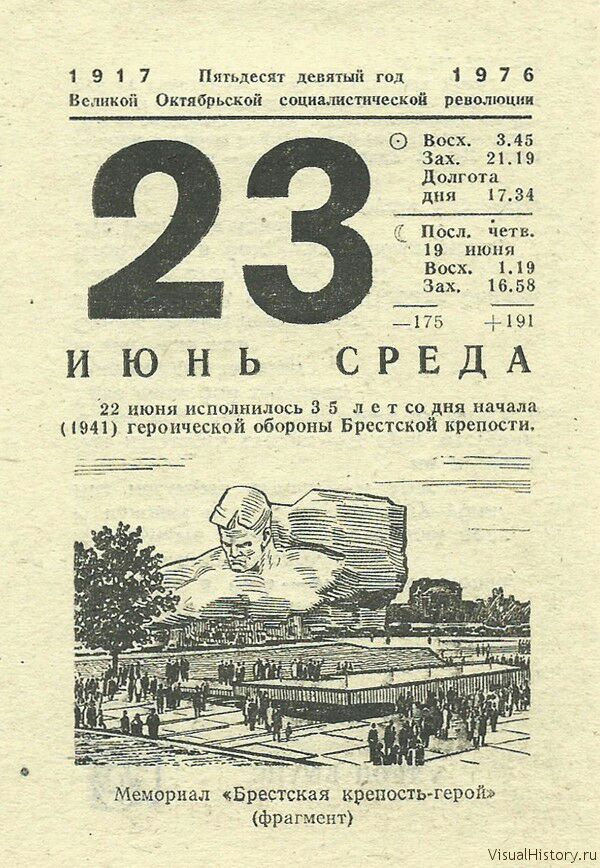 1917 Пятьдесят девятый год 1976
Великой Октябрьской социалистической революции
23
Восх. 3.45
Зах. 21.19
Долгота
дня 17.34
Посл. четв.
19 июня
Восх. 1.19
Зах. 16.58
—175 +191
ИЮНЬ СРЕДА
22 июня исполнилось 35 лет со дня начала
(1941) героической обороны Брестской крепости.
Мемориал «Брестская крепость-герой»
(фрагмент)
VisualHistory.ru